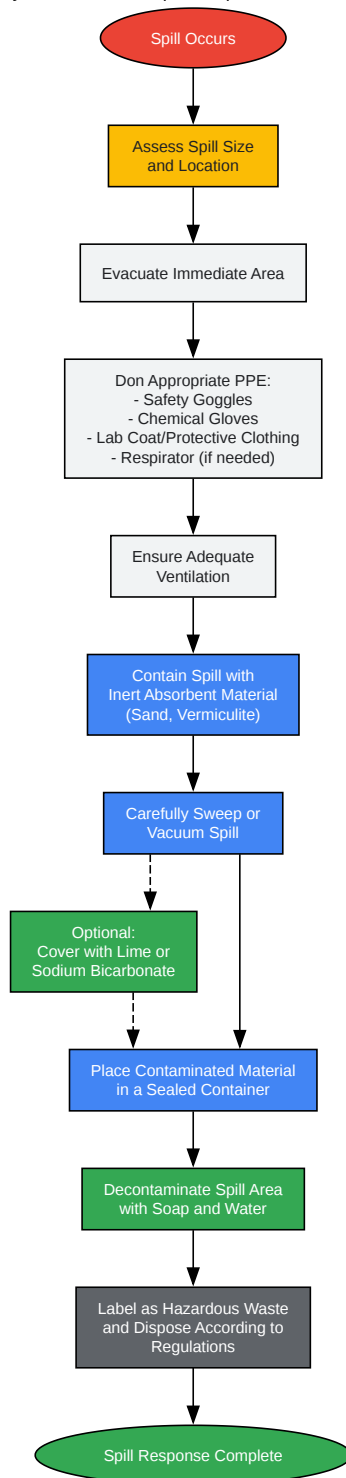 Spill Occurs
Assess Spill Size
and Location
Evacuate Immediate Area
Don Appropriate PPE:
- Safety Goggles
- Chemical Gloves
- Lab Coat/Protective Clothing
- Respirator (if needed)
Ensure Adequate
Ventilation
Contain Spill with
Inert Absorbent Material
(Sand, Vermiculite)
Carefully Sweep or
Vacuum Spill
Optional:
Cover with Lime or
Sodium Bicarbonate
Place Contaminated Material
in a Sealed Container
Decontaminate Spill Area
with Soap and Water
Label as Hazardous Waste
and Dispose According to
Regulations
Spill Response Complete